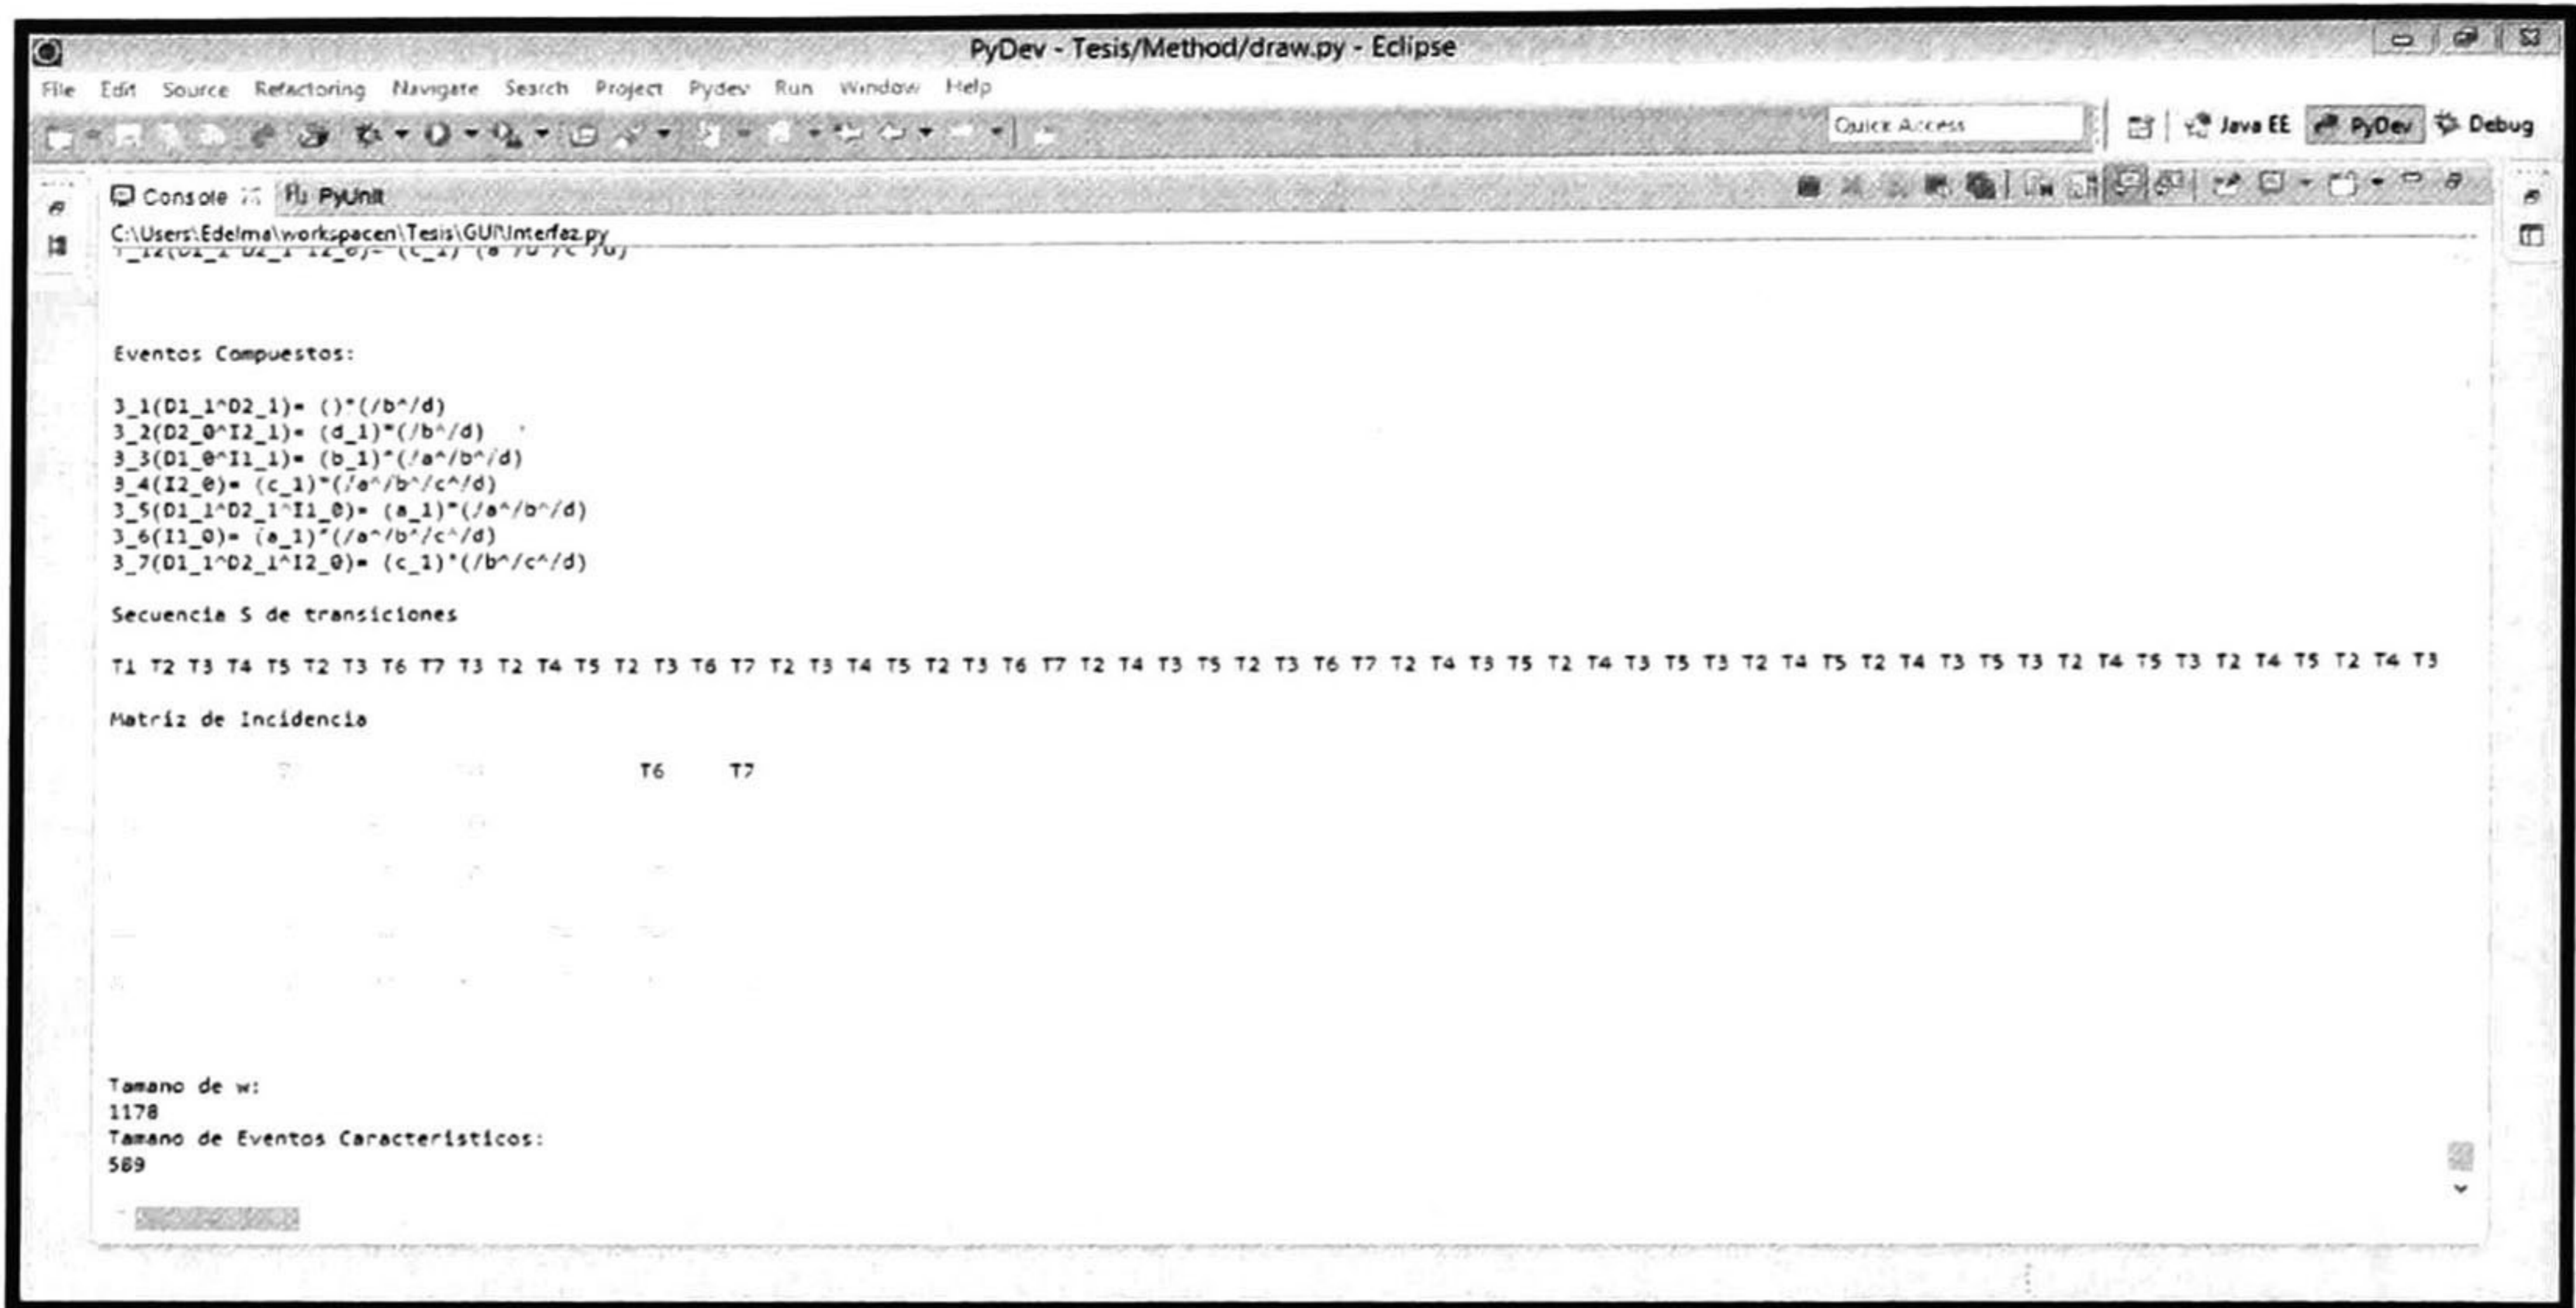 PyDev - Tesis/Method/draw.py - Eclipse
File Edit Source Refactoring Navigate Search Project Pydev Run Window Help
Quick Access Java EE PyDev Debug
Console PyUnit
C:\Users\Edelma\workspacen\Tesis\GUI\Interfaz.py
Eventos Compuestos:
3_1(D1_1^D2_1)= ()*(/b^/d)
3_2(D2_0^I2_1)= (d_1)*(/b^/d)
3_3(D1_0^I1_1)= (b_1)*(/a^/b^/d)
3_4(I2_0)= (c_1)*(/a^/b^/c^/d)
3_5(D1_1^D2_1^I1_0)= (a_1)*(/a^/b^/d)
3_6(I1_0)= (a_1)*(/a^/b^/c^/d)
3_7(D1_1^D2_1^I2_0)= (c_1)*(/b^/c^/d)
Secuencia S de transiciones
T1 T2 T3 T4 T5 T2 T3 T6 T7 T3 T2 T4 T5 T2 T3 T6 T7 T2 T3 T4 T5 T2 T3 T6 T7 T2 T4 T3 T5 T2 T3 T6 T7 T2 T4 T3 T5 T2 T4 T3 T5 T3 T2 T4 T5 T2 T4 T3 T5 T3 T2 T4 T5 T3 T2 T4 T5 T2 T4 T3
Matríz de Incidencia
T6 T7
Tamano de w:
1178
Tamano de Eventos Característicos:
589